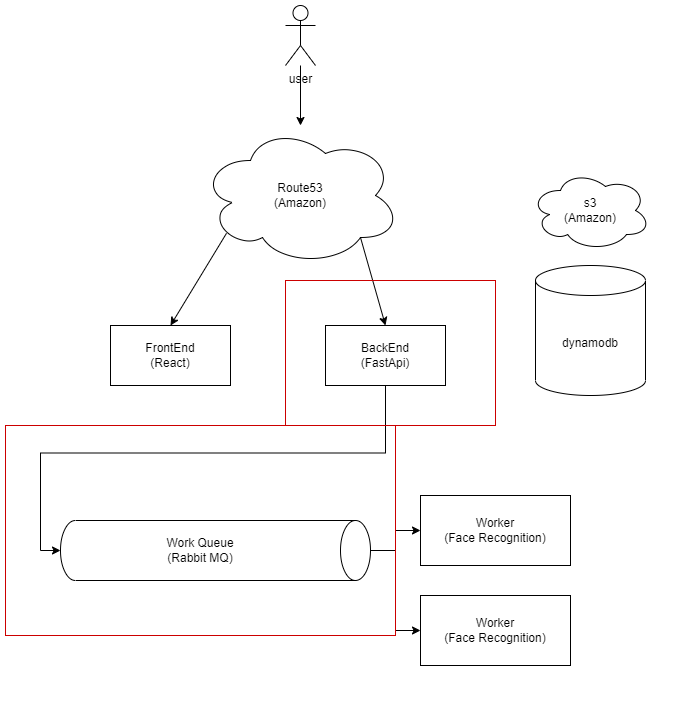 user
Route53
(Amazon)
s3
(Amazon)
dynamodb
FrontEnd
(React)
BackEnd
(FastApi)
Work Queue
(Rabbit MQ)
Worker
(Face Recognition)
Worker
(Face Recognition)